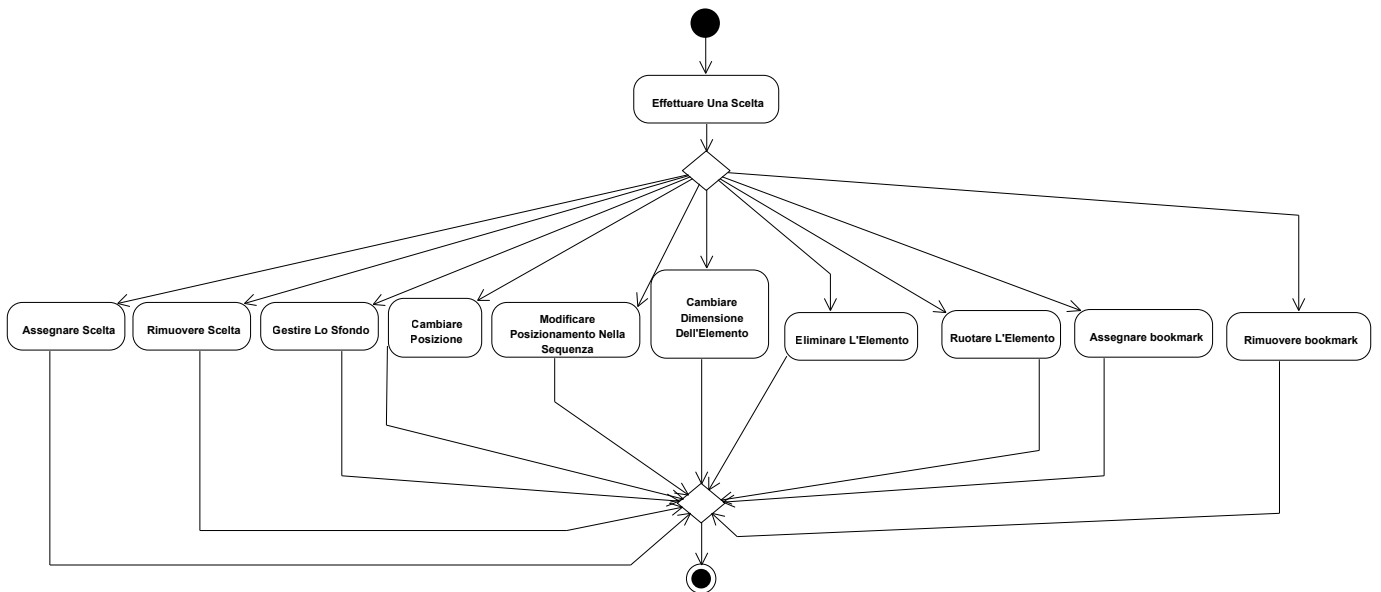 Effettuare Una Scelta
Assegnare Scelta
Rimuovere Scelta
Gestire Lo Sfondo
Cambiare
Posizione
Modificare
Posizionamento Nella
Sequenza
Cambiare
Dimensione
Dell'Elemento
Eliminare L'Elemento
Ruotare L'Elemento
Assegnare bookmark
Rimuovere bookmark